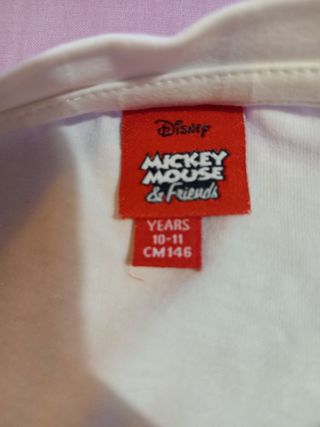 Disney
MICKEY
MOUSE
& Friends
YEARS
10-11
CM146